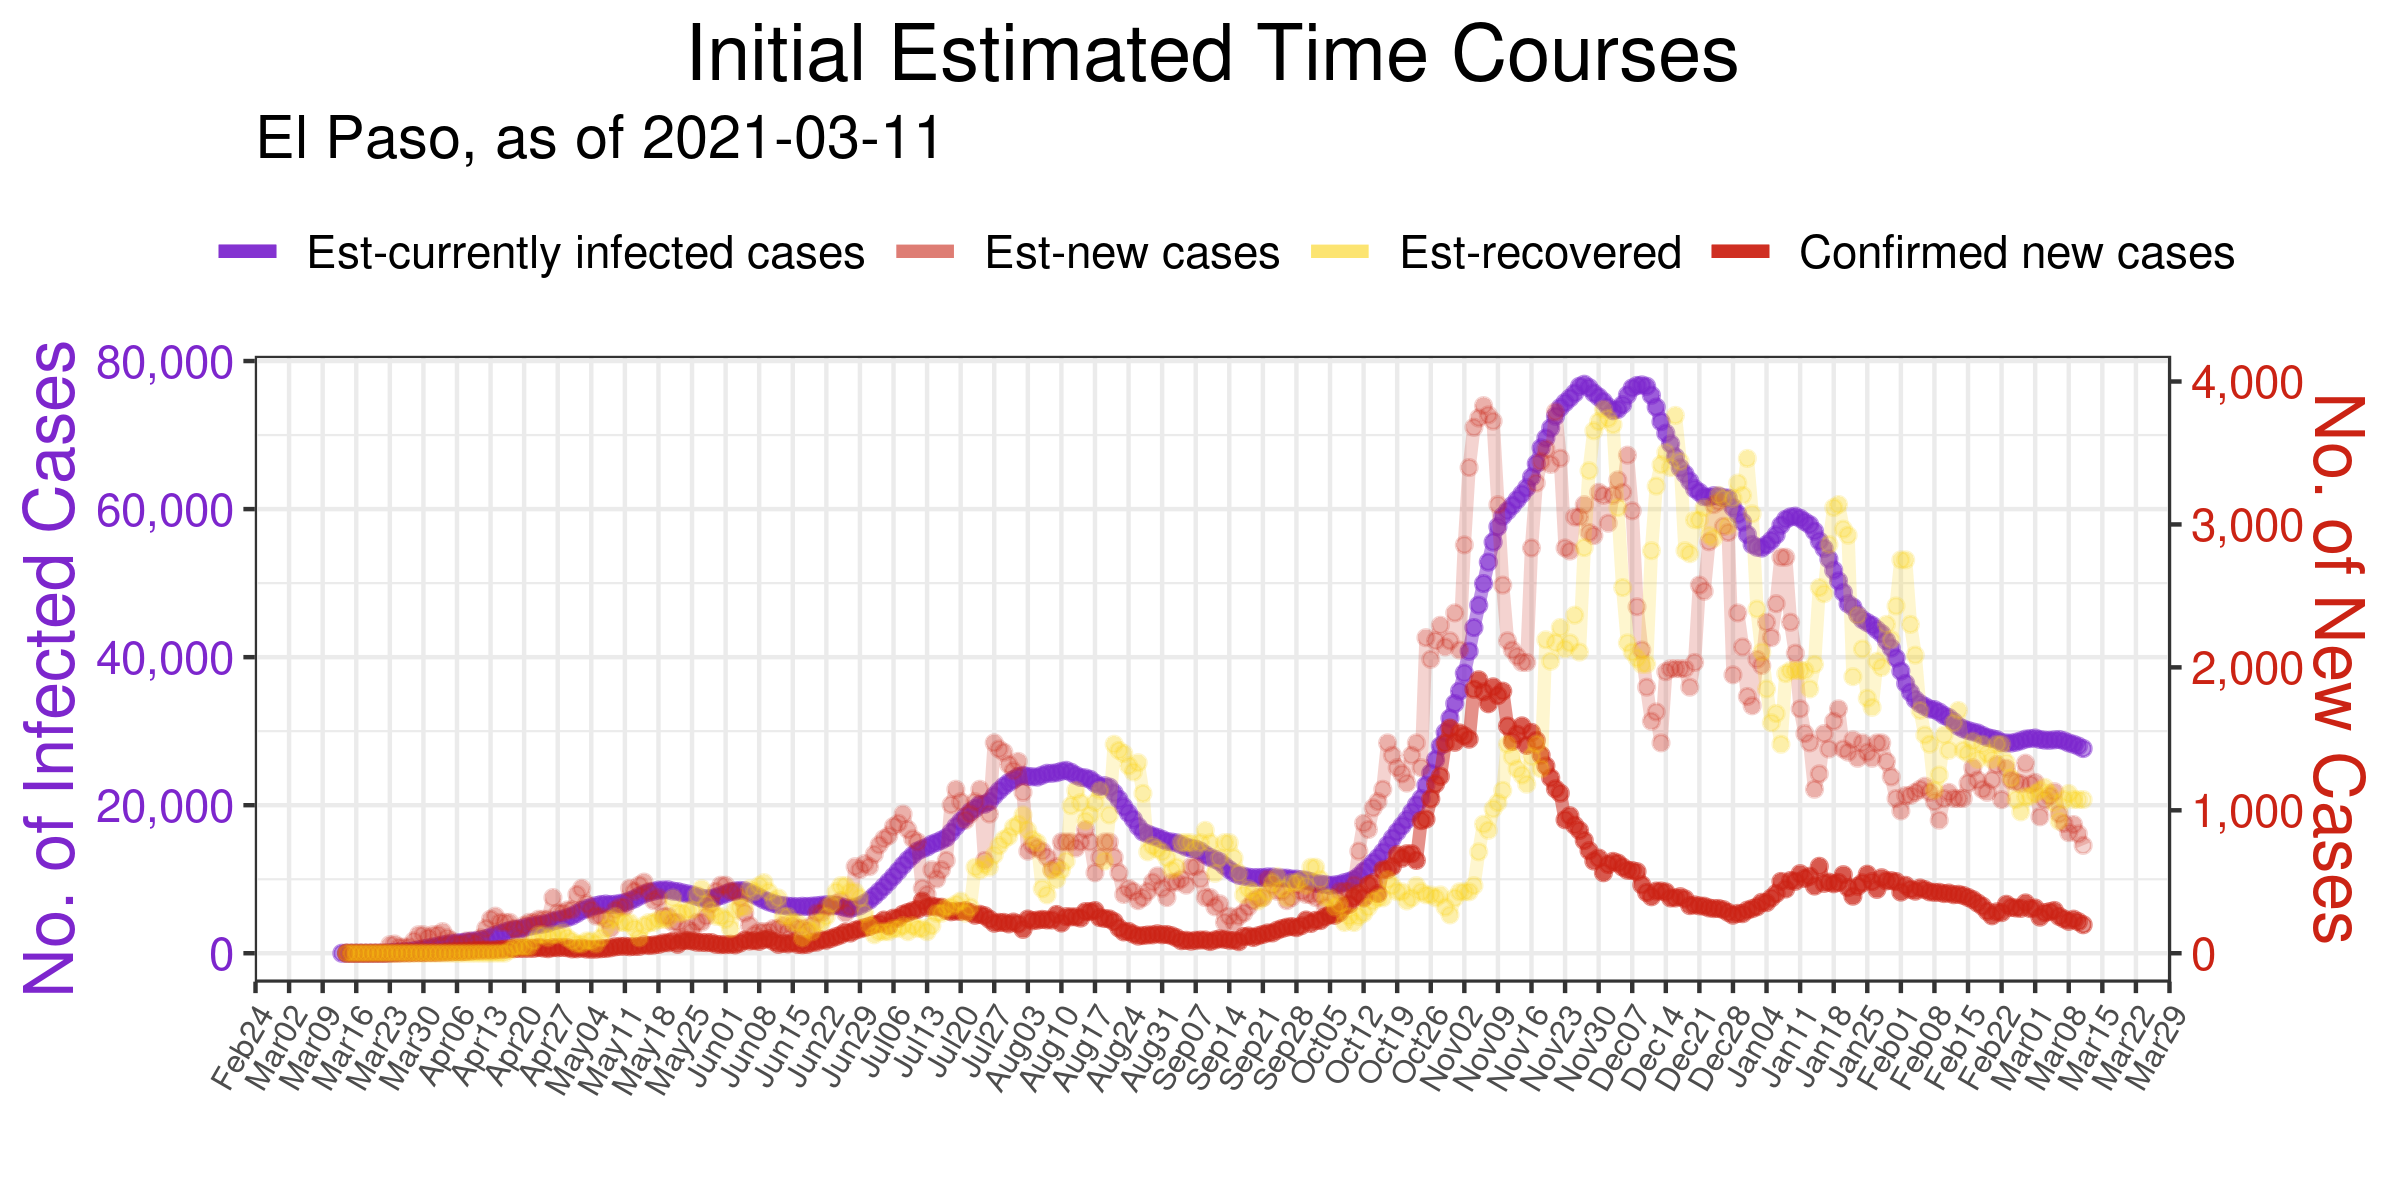 Initial Estimated Time Courses
El Paso, as of 2021-03-11
Est-currently infected cases Est-new cases Est-recovered Confirmed new cases
No. of Infected Cases
80,000
60,000
40,000
20,000
0
4,000
3,000
2,000
1,000
0
No. of New Cases
Feb24 Mar02 Mar09 Mar16 Mar23 Mar30 Apr06 Apr13 Apr20 Apr27 May04 May11 May18 May25 Jun01 Jun08 Jun15 Jun22 Jun29 Jul06 Jul13 Jul20 Jul27 Aug03 Aug10 Aug17 Aug24 Aug31 Sep07 Sep14 Sep21 Sep28 Oct05 Oct12 Oct19 Oct26 Nov02 Nov09 Nov16 Nov23 Nov30 Dec07 Dec14 Dec21 Dec28 Jan04 Jan11 Jan18 Jan25 Feb01 Feb08 Feb15 Feb22 Mar01 Mar08 Mar15 Mar22 Mar29